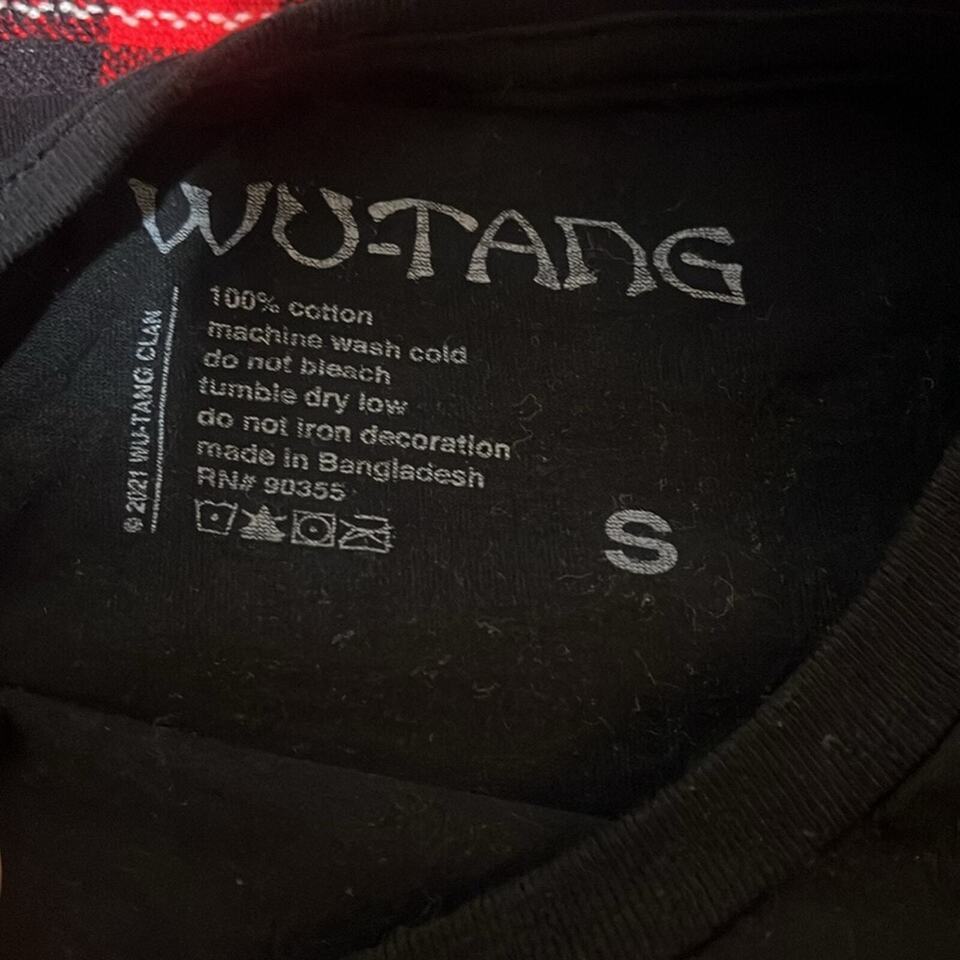 WU-TANG
100% cotton
machine wash cold
do not bleach
tumble dry low
do not iron decoration
made in Bangladesh
RN# 90355
S
© 2021 WU-TANG CLAN